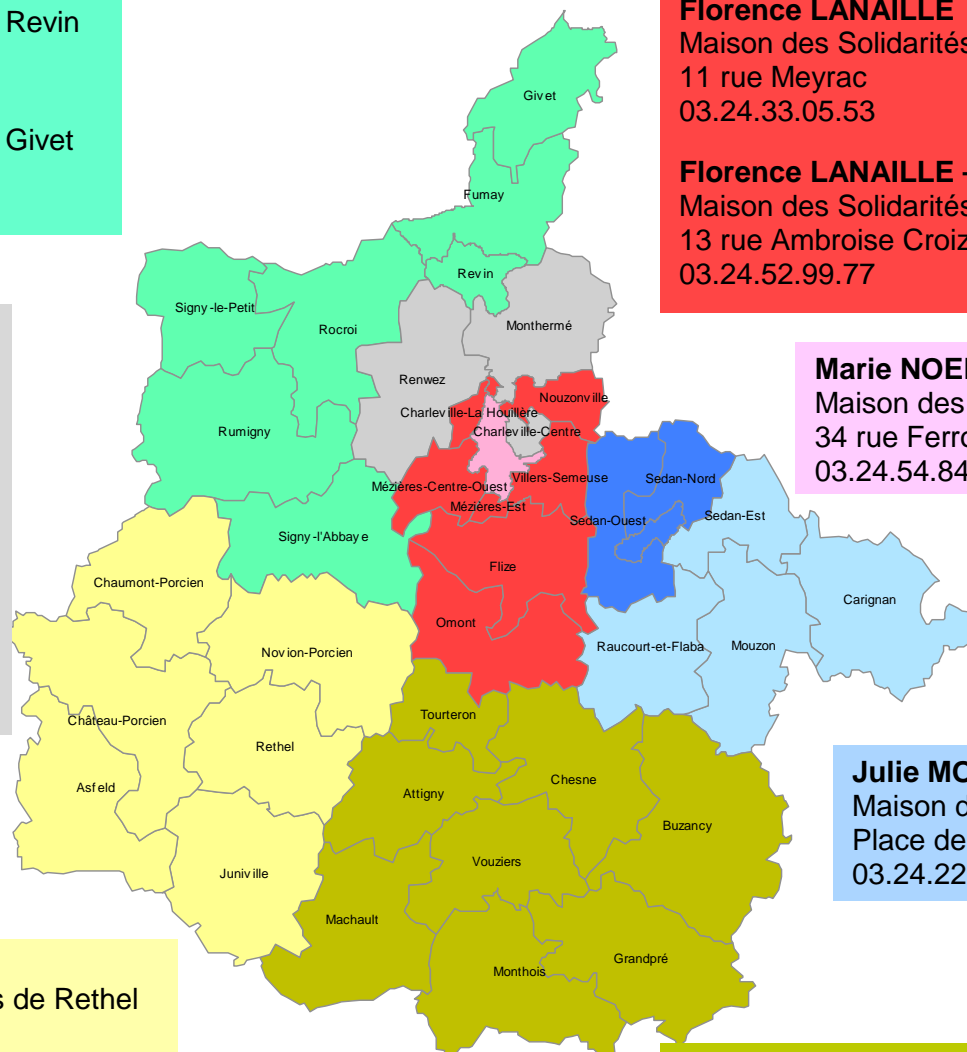 Revin
Givet
Florence LANAILLE
Maison des Solidarités
11 rue Meyrac
03.24.33.05.53
Florence LANAILLE -
Maison des Solidarités
13 rue Ambroise Croiz
03.24.52.99.77
Givet
Fumay
Revin
Signy-le-Petit
Rocroi
Monthermé
Renwez
Nouzonville
Charleville-La Houillère
Charleville-Centre
Rumigny
Marie NOEL
Maison des
34 rue Ferro
03.24.54.84
Mézières-Centre-Ouest
Villers-Semeuse
Sedan-Nord
Mézières-Est
Sedan-Ouest
Sedan-Est
Signy-l'Abbaye
Flize
Chaumont-Porcien
Carignan
Omont
Novion-Porcien
Raucourt-et-Flaba
Mouzon
Château-Porcien
Tourteron
Rethel
Asfeld
Attigny
Chesne
Julie MO
Maison d
Place de
03.24.22
Buzancy
Vouziers
Juniville
Machault
Grandpré
Monthois
s de Rethel